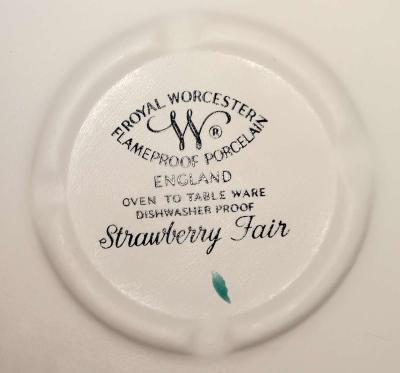 ROYAL WORCESTER
W®
FLAMEPROOF PORCELAIN
ENGLAND
OVEN TO TABLE WARE
DISHWASHER PROOF
Strawberry Fair